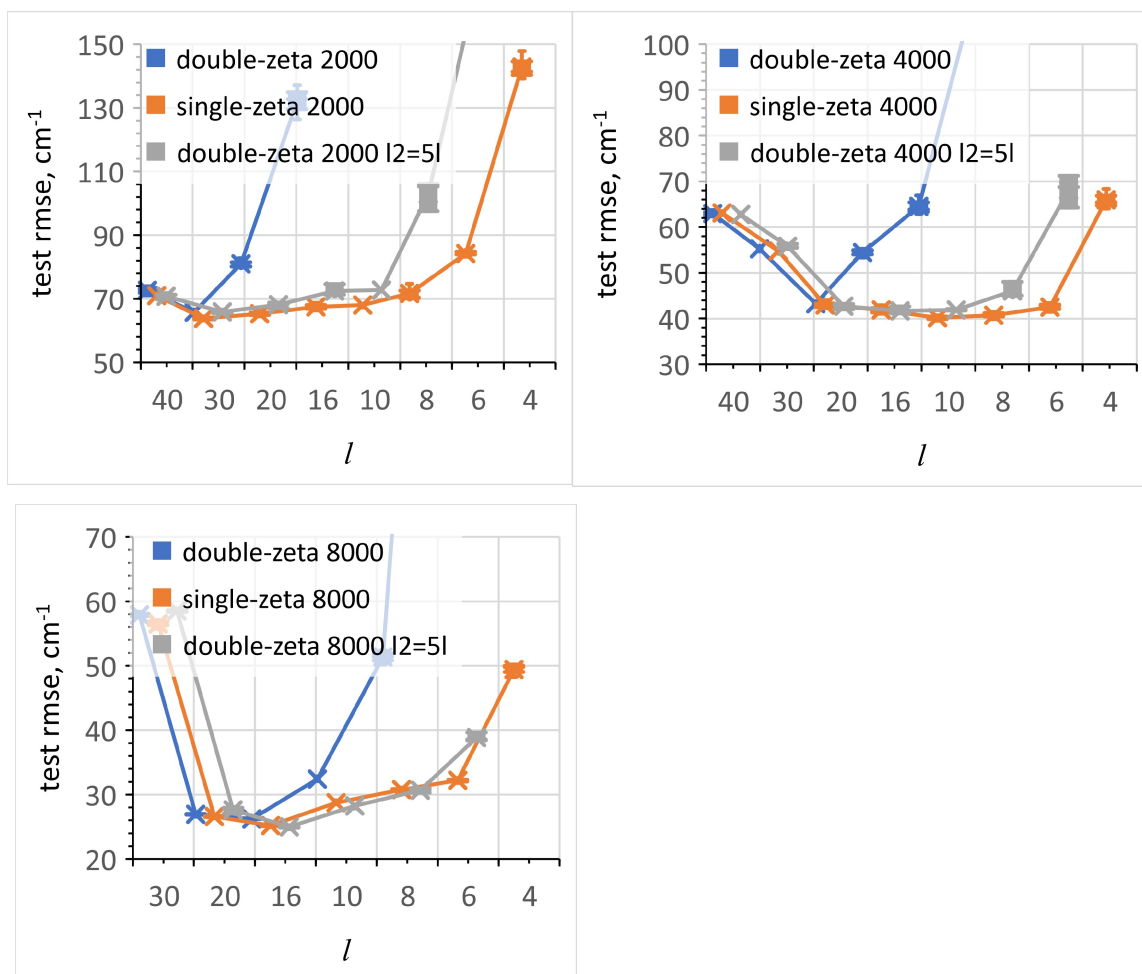 150
130
110
90
70
50
test rmse, cm-1
double-zeta 2000
single-zeta 2000
double-zeta 2000 l2=5l
40 30 20 16 10 8 6 4
l
100
90
80
70
60
50
40
30
test rmse, cm-1
double-zeta 4000
single-zeta 4000
double-zeta 4000 l2=5l
40 30 20 16 10 8 6 4
l
70
60
50
40
30
20
test rmse, cm-1
double-zeta 8000
single-zeta 8000
double-zeta 8000 l2=5l
30 20 16 10 8 6 4
l